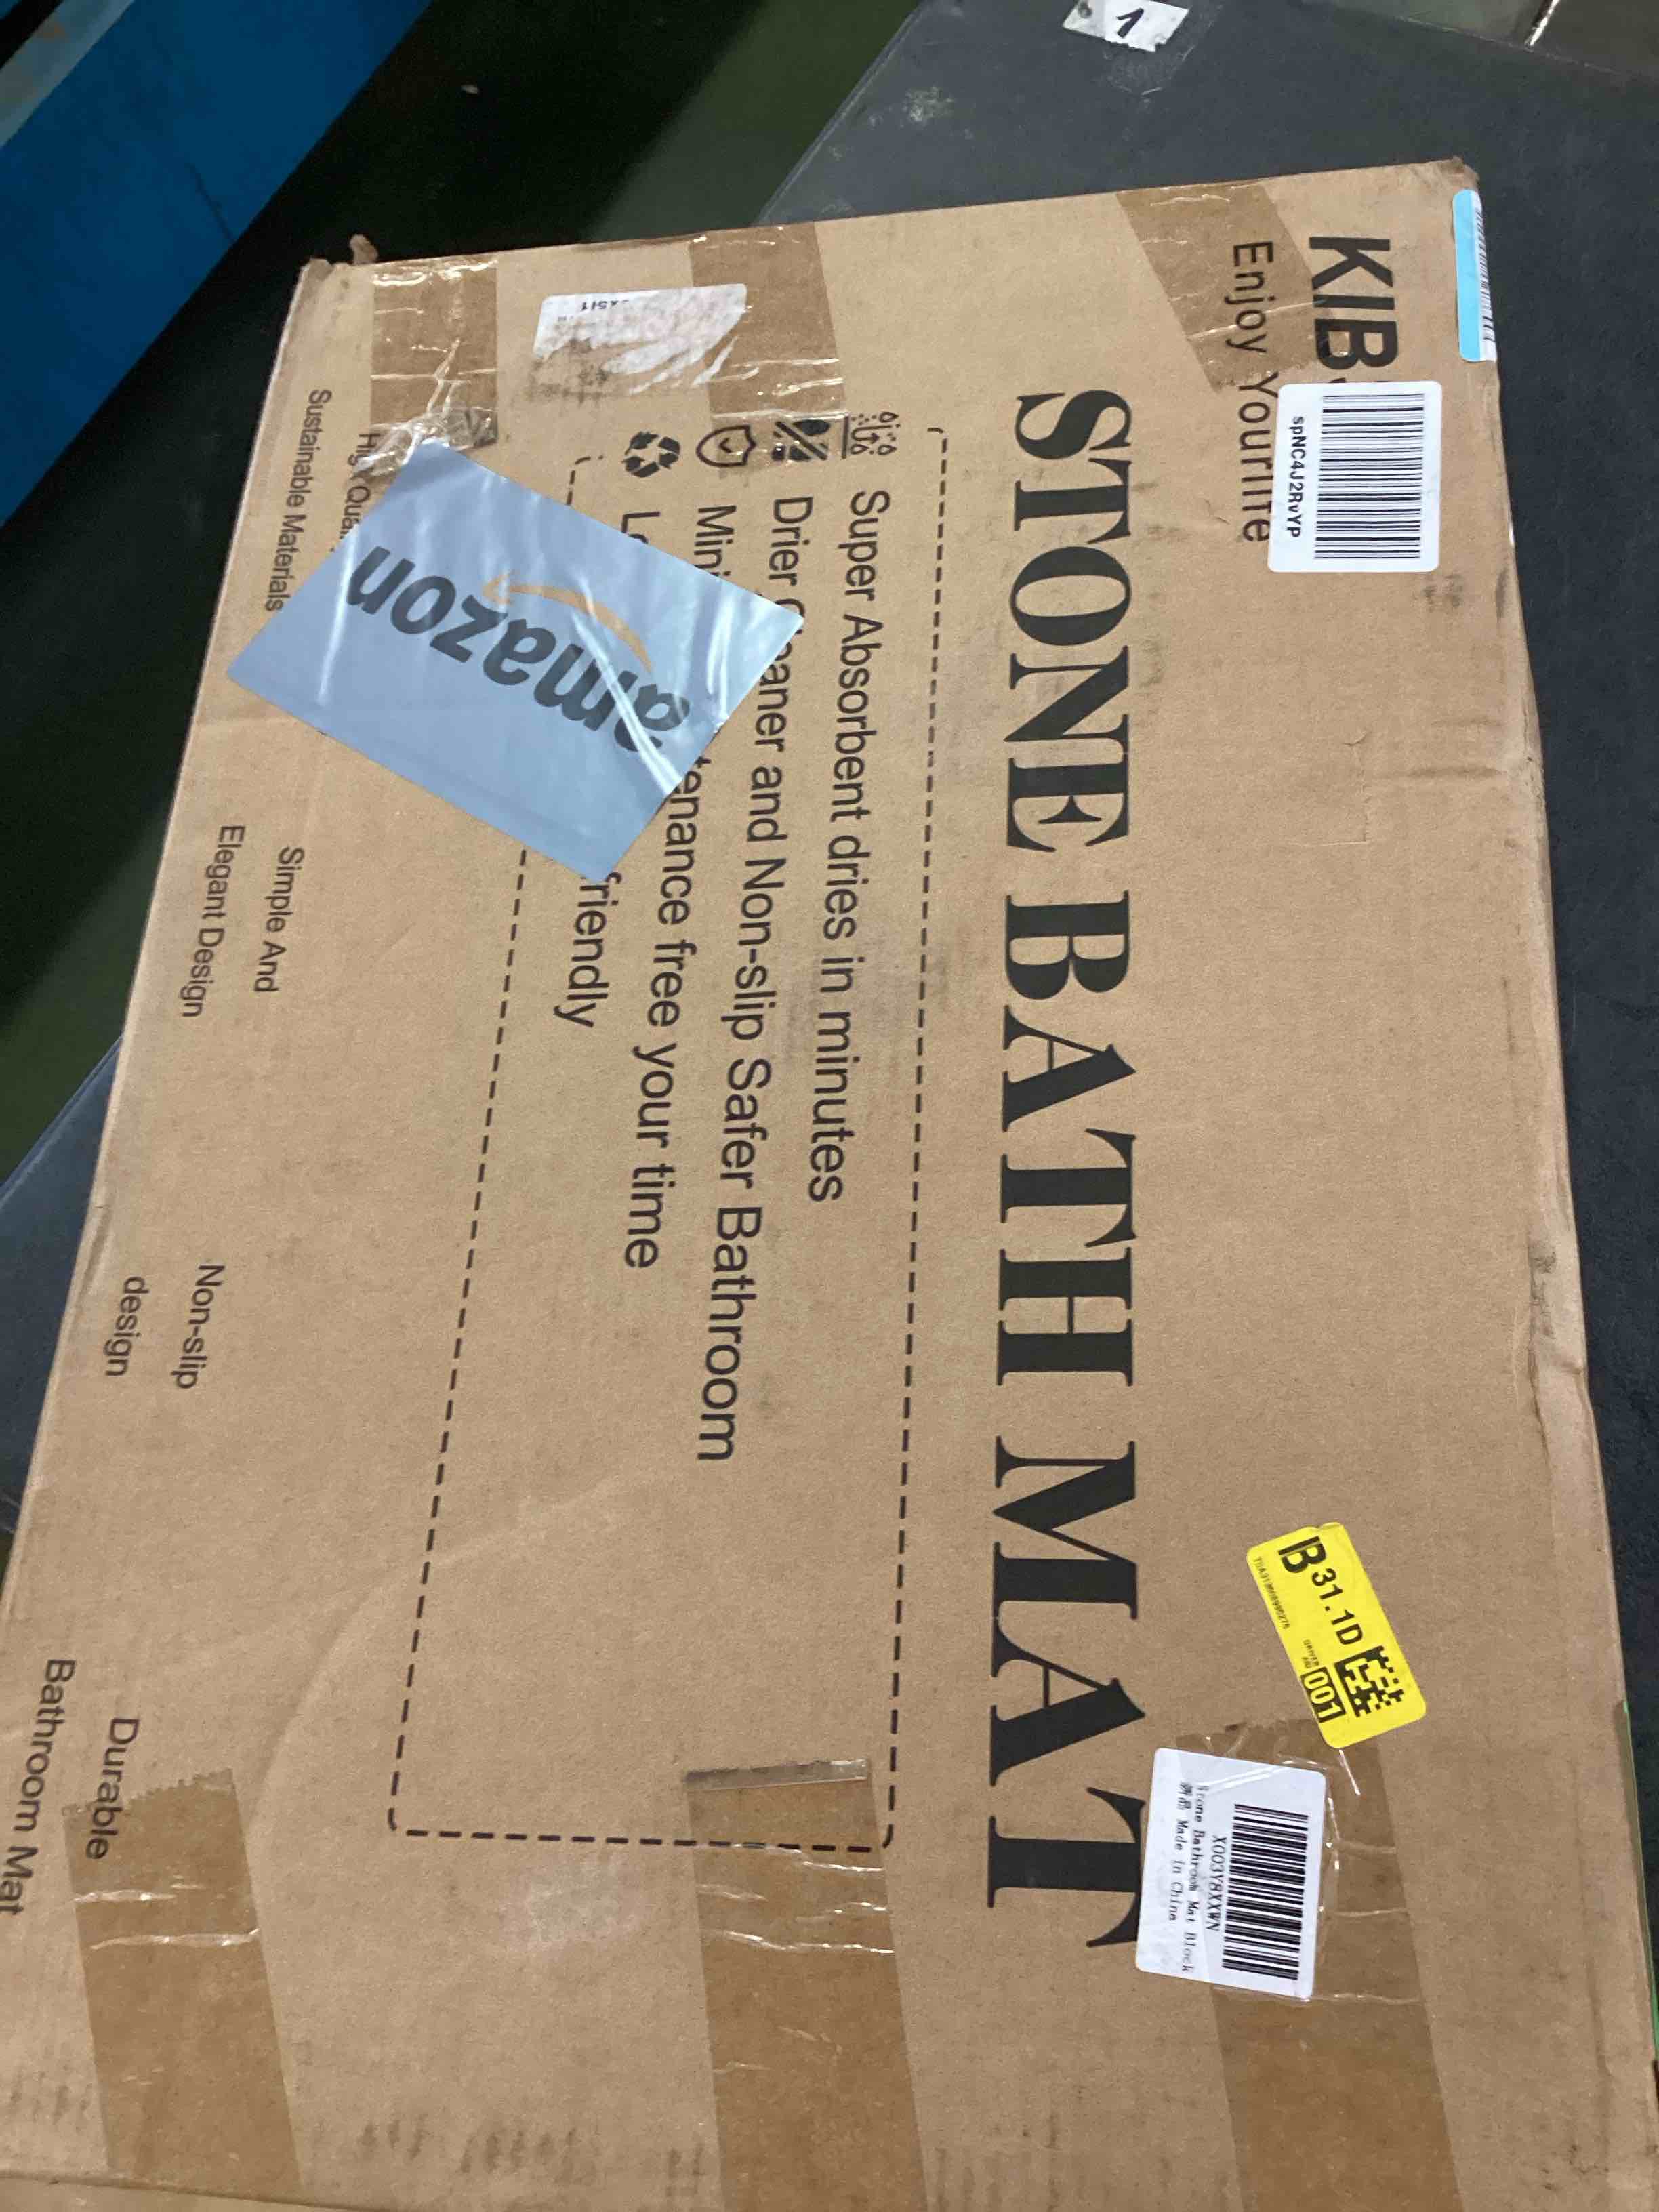 1
KIB
Enjoy Yourlife
spNC4J2RvYP
STONE BATH MAT
Super Absorbent dries in minutes
Drier and Non-slip Safer Bathroom
free your time
friendly
Sustainable Materials
Simple And
Elegant Design
Non-slip
design
Durable
Bathroom Mat
amazon
B 31.1D
001
X003Y8XXWN
Stone Bathroom Mat Block
新品 Made in China